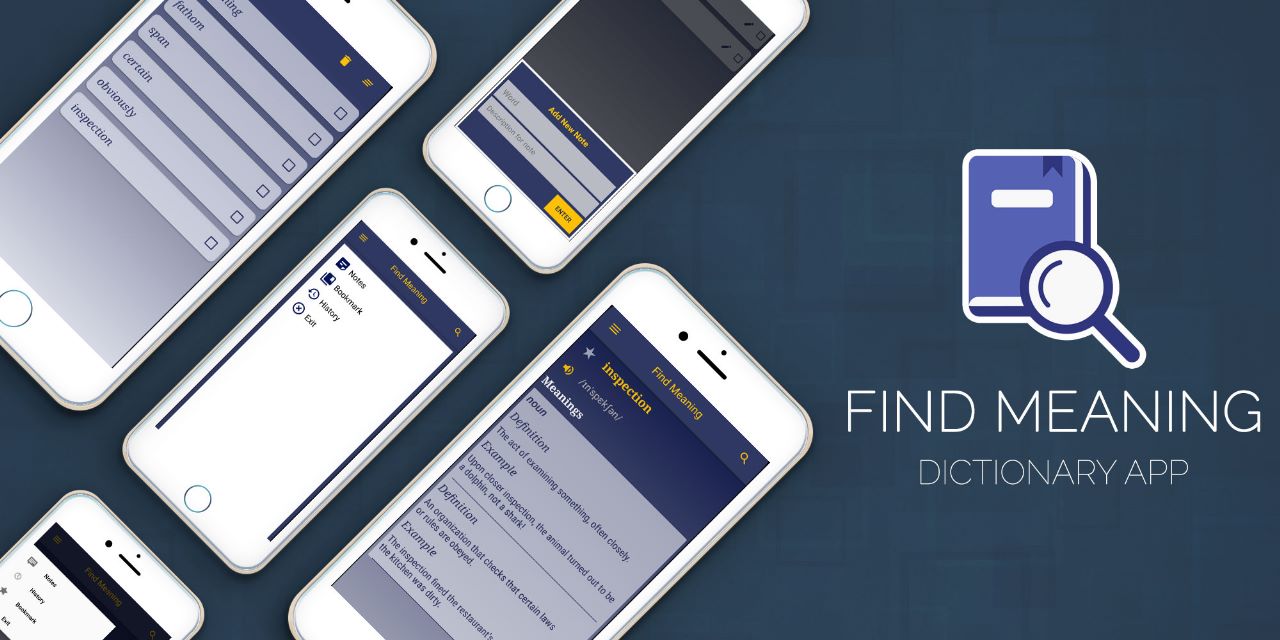 fathom
span
certain
obviously
inspection
Add New Note
Word
Description for note
ENTER
Find Meaning
Notes
Bookmark
History
Exit
Find Meaning
inspection
/ɪnˈspɛkʃən/
Meanings
noun
Definition
The act of examining something, often closely.
Example
Upon closer inspection, the animal turned out to be
a dolphin, not a shark!
Definition
An organization that checks that certain laws
or rules are obeyed.
Example
The inspection fined the restaurant's
the kitchen was dirty.
Find Meaning
Notes
History
Bookmark
Exit
FIND MEANING
DICTIONARY APP